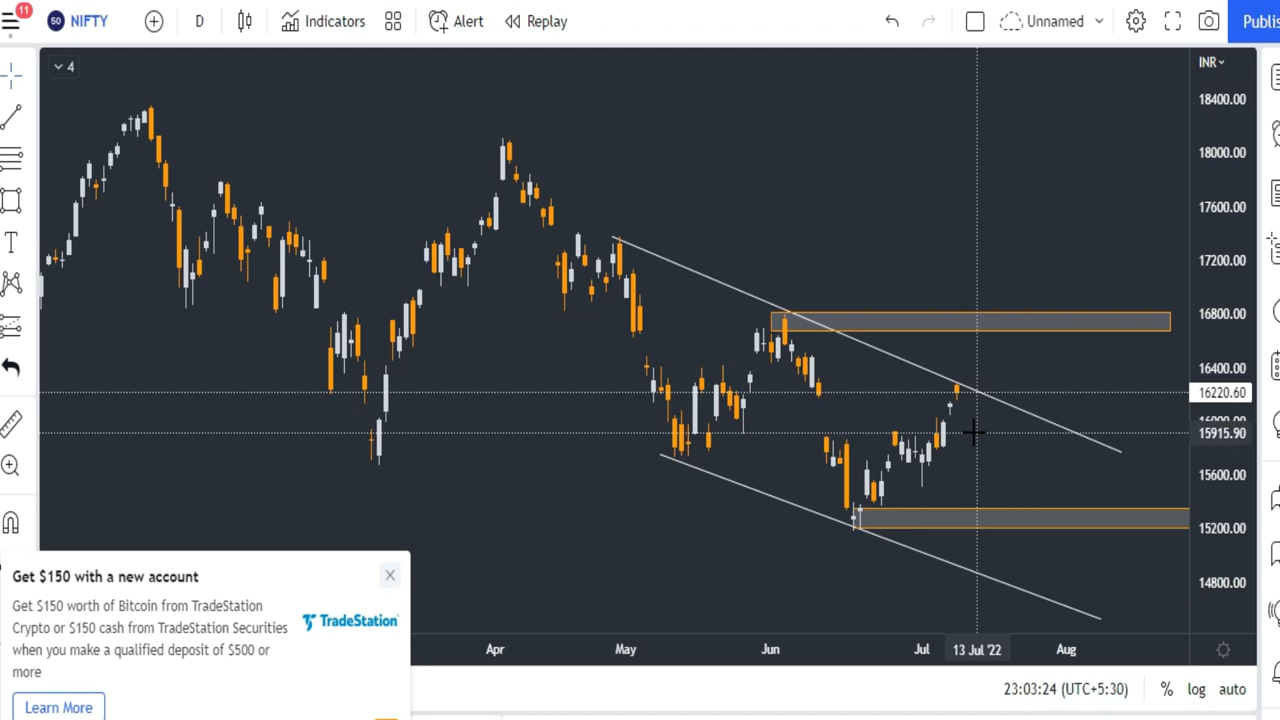 11
50 NIFTY
D
Indicators
Alert
Replay
Unnamed
Publis
4
INR
18400.00
18000.00
17600.00
17200.00
16800.00
16400.00
16220.60
16000.00
15915.90
15600.00
15200.00
14800.00
Get $150 with a new account
Get $150 worth of Bitcoin from TradeStation
Crypto or $150 cash from TradeStation Securities
when you make a qualified deposit of $500 or
more
TradeStation
Learn More
Apr
May
Jun
Jul
13 Jul '22
Aug
23:03:24 (UTC+5:30)
%
log
auto